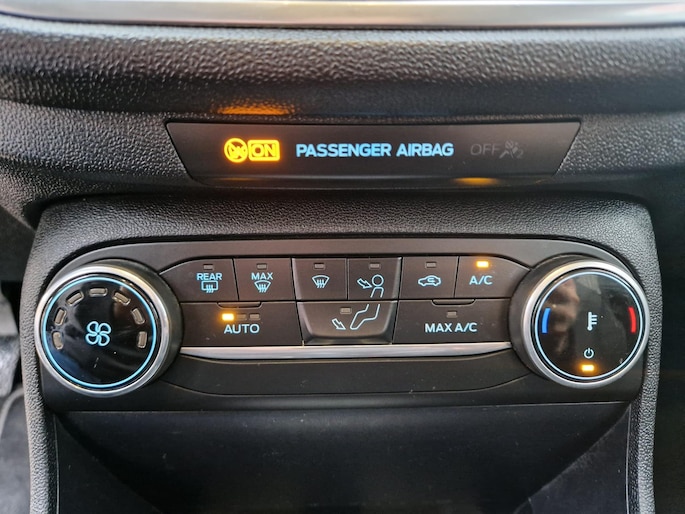 ON PASSENGER AIRBAG OFF
REAR MAX A/C
AUTO MAX A/C